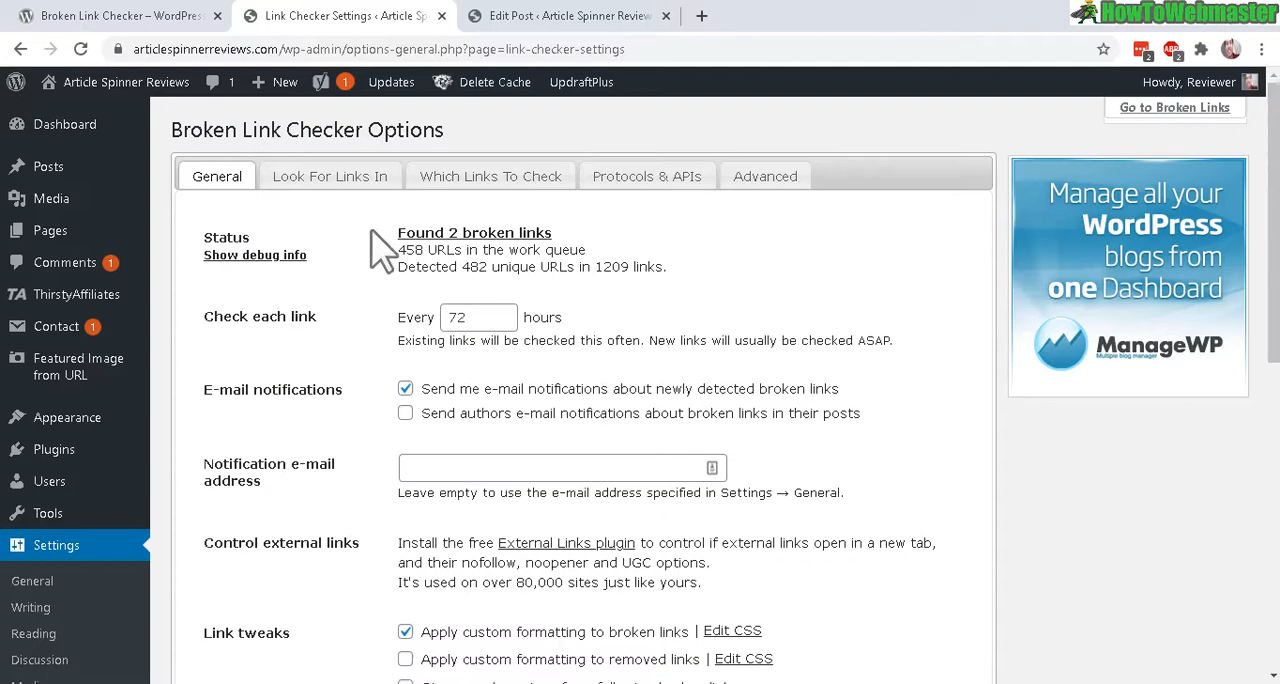 Broken Link Checker – WordPress
Link Checker Settings ‹ Article Sp
Edit Post ‹ Article Spinner Review
HowToWebmaster
articlespinnerreviews.com/wp-admin/options-general.php?page=link-checker-settings
2
ABP
2
Article Spinner Reviews
1
New
1
Updates
Delete Cache
UpdraftPlus
Howdy, Reviewer
Go to Broken Links
Dashboard
Posts
Media
Pages
Comments 1
TA ThirstyAffiliates
Contact 1
Featured Image
from URL
Appearance
Plugins
Users
Tools
Settings
General
Writing
Reading
Discussion
Broken Link Checker Options
General
Look For Links In
Which Links To Check
Protocols & APIs
Advanced
Status
Show debug info
Found 2 broken links
458 URLs in the work queue
Detected 482 unique URLs in 1209 links.
Check each link
Every 72 hours
Existing links will be checked this often. New links will usually be checked ASAP.
E-mail notifications
Send me e-mail notifications about newly detected broken links
Send authors e-mail notifications about broken links in their posts
Notification e-mail
address
Leave empty to use the e-mail address specified in Settings → General.
Control external links
Install the free External Links plugin to control if external links open in a new tab,
and their nofollow, noopener and UGC options.
It's used on over 80,000 sites just like yours.
Link tweaks
Apply custom formatting to broken links | Edit CSS
Apply custom formatting to removed links | Edit CSS
Manage all your
WordPress
blogs from
one Dashboard
ManageWP
Multiple blog manager